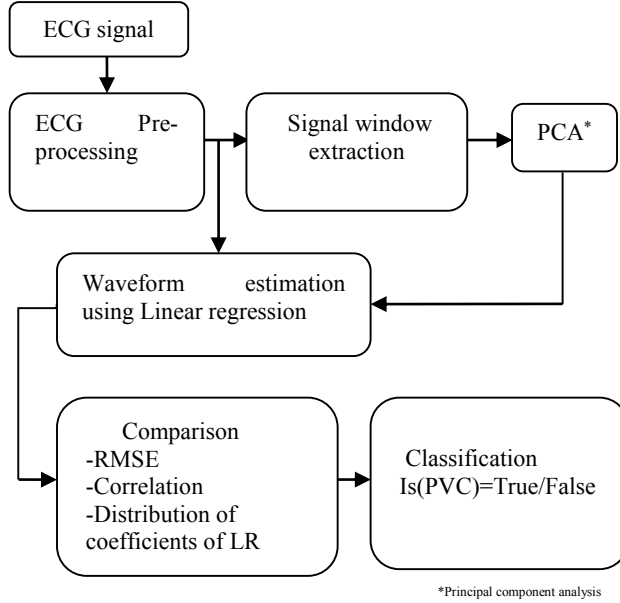 ECG signal
ECG Pre-
processing
Signal window
extraction
PCA*
Waveform estimation
using Linear regression
Comparison
-RMSE
-Correlation
-Distribution of
coefficients of LR
Classification
Is(PVC)=True/False
*Principal component analysis